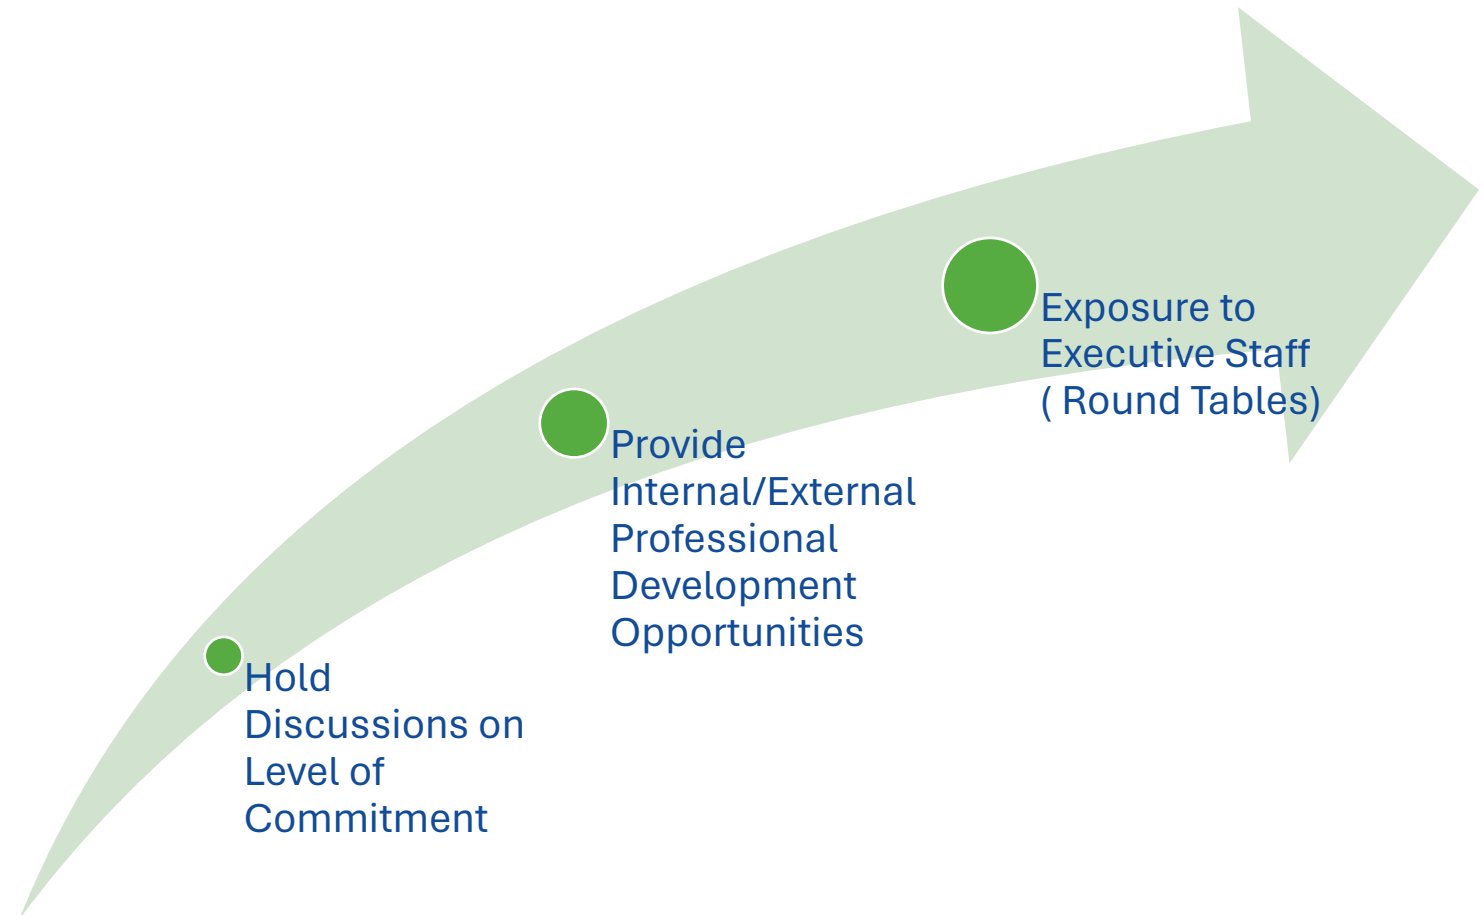 Hold
Discussions on
Level of
Commitment
Provide
Internal/External
Professional
Development
Opportunities
Exposure to
Executive Staff
( Round Tables)